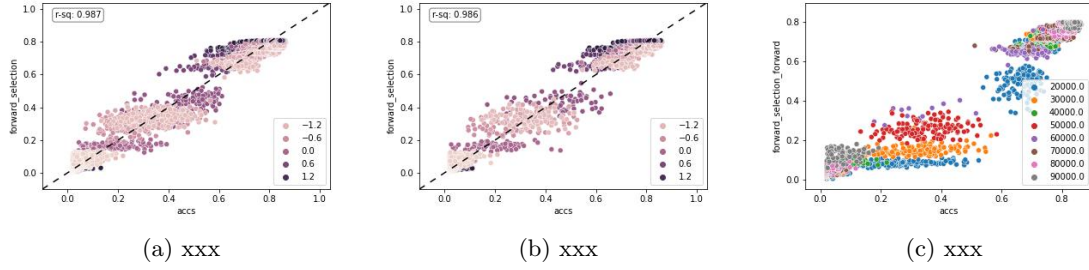 r-sq: 0.987
forward_selection
1.0
0.8
0.6
0.4
0.2
0.0
−1.2
−0.6
0.0
0.6
1.2
0.0 0.2 0.4 0.6 0.8 1.0
accs
(a) xxx
r-sq: 0.986
forward_selection
1.0
0.8
0.6
0.4
0.2
0.0
−1.2
−0.6
0.0
0.6
1.2
0.0 0.2 0.4 0.6 0.8 1.0
accs
(b) xxx
forward_selection_forward
0.8
0.6
0.4
0.2
0.0
20000.0
30000.0
40000.0
50000.0
60000.0
70000.0
80000.0
90000.0
0.0 0.2 0.4 0.6 0.8
accs
(c) xxx